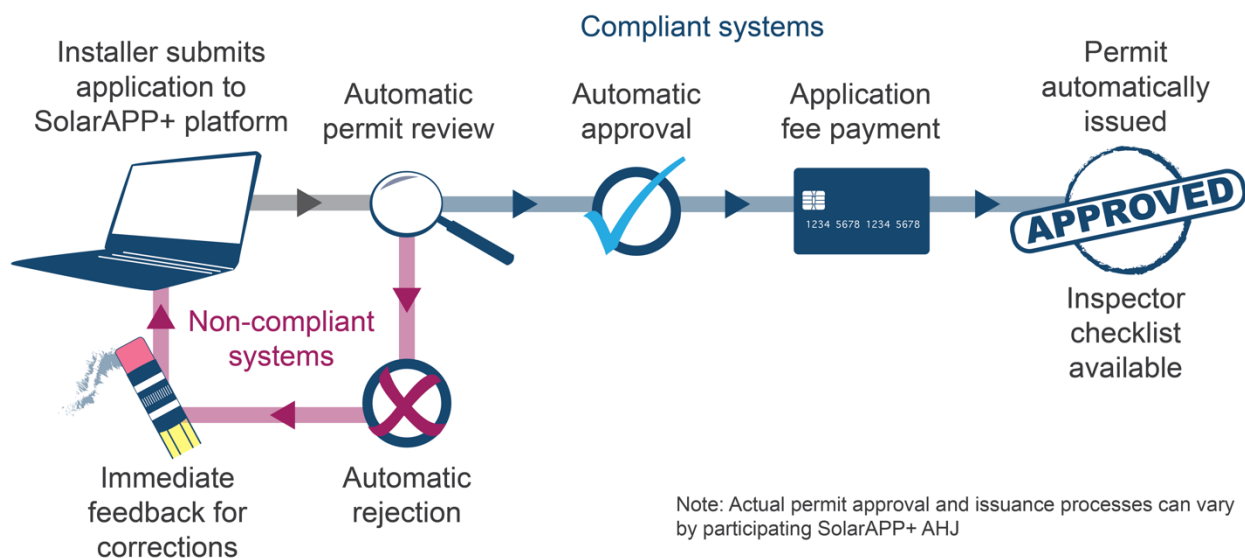 Compliant systems
Installer submits
application to
SolarAPP+ platform
Automatic
permit review
Automatic
approval
Application
fee payment
Permit
automatically
issued
1234 5678 1234 5678
APPROVED
Inspector
checklist
available
Non-compliant
systems
Immediate
feedback for
corrections
Automatic
rejection
Note: Actual permit approval and issuance processes can vary
by participating SolarAPP+ AHJ